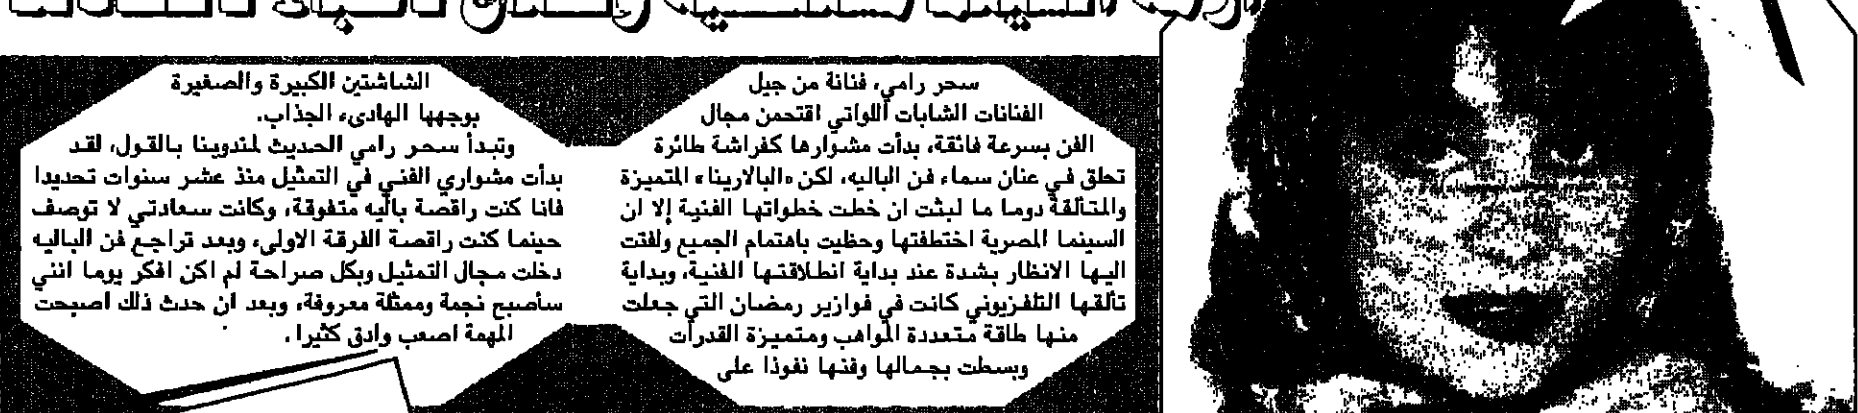 سحر رامي، فنانة من جيل
الفنانات الشابات اللواتي اقتحمن مجال
الفن بسرعة فائقة، بدأت مشوارها كفراشة طائرة
تحلق في عنان سماء فن الباليه، لكن «البالارينا» المتميزة
والمتألقة دوما ما لبثت ان خطت خطواتها الفنية إلا ان
السينما المصرية اختطفتها وحظيت باهتمام الجميع ولفتت
اليها الانظار بشدة عند بداية انطلاقتها الفنية، وبداية
تألقها التلفزيوني كانت في فوازير رمضان التي جعلت
منها طاقة متعددة المواهب ومتميزة القدرات
وبسطت بجمالها وفنها نفوذا على
الشاشتين الكبيرة والصغيرة
بوجهها الهادىء الجذاب.
وتبدأ سحر رامي الحديث لمندوبنا بالقول، لقد
بدأت مشواري الفني في التمثيل منذ عشر سنوات تحديدا
فانا كنت راقصة باليه متفوقة، وكانت سعادتي لا توصف
حينما كنت راقصة الفرقة الاولى، وبعد تراجع فن الباليه
دخلت مجال التمثيل وبكل صراحة لم اكن افكر يوما انني
سأصبح نجمة وممثلة معروفة، وبعد ان حدث ذلك اصبحت
المهمة اصعب وادق كثيرا.